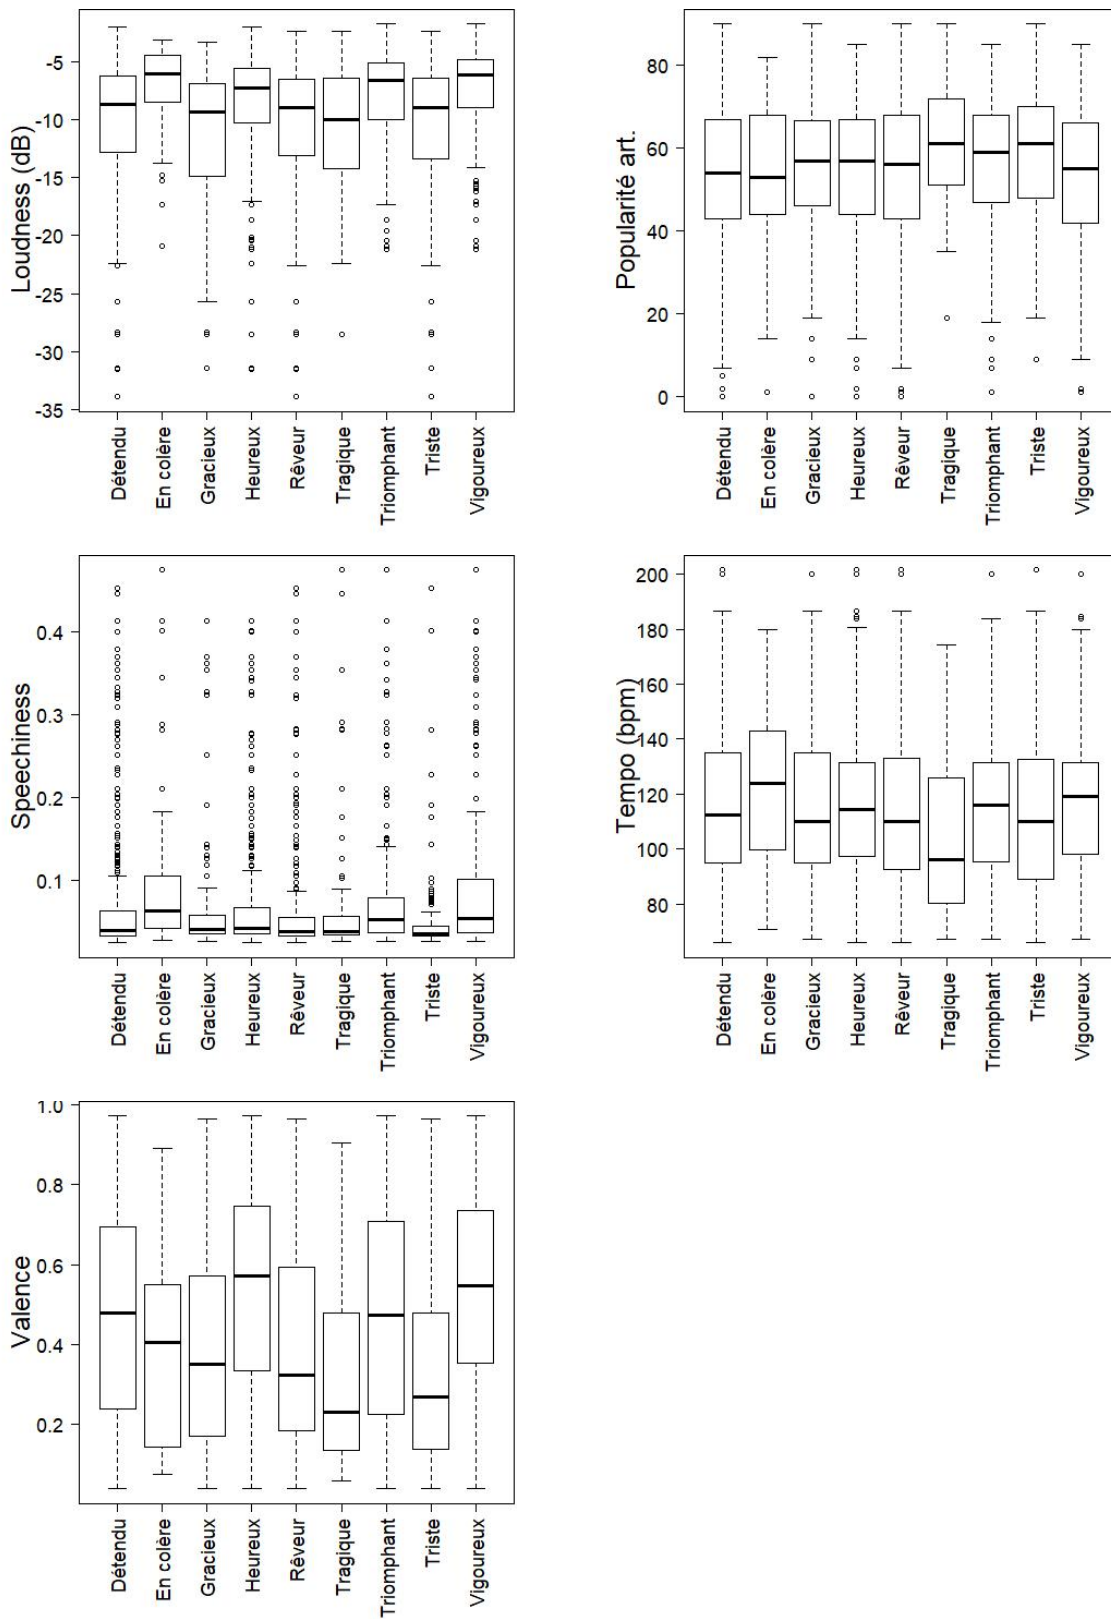 Loudness (dB)
-5
-10
-15
-20
-25
-30
-35
Détendu
En colère
Gracieux
Heureux
Rêveur
Tragique
Triomphant
Triste
Vigoureux
Popularité art.
80
60
40
20
0
Détendu
En colère
Gracieux
Heureux
Rêveur
Tragique
Triomphant
Triste
Vigoureux
Speechiness
0.4
0.3
0.2
0.1
Détendu
En colère
Gracieux
Heureux
Rêveur
Tragique
Triomphant
Triste
Vigoureux
Tempo (bpm)
200
180
160
140
120
100
80
Détendu
En colère
Gracieux
Heureux
Rêveur
Tragique
Triomphant
Triste
Vigoureux
Valence
1.0
0.8
0.6
0.4
0.2
Détendu
En colère
Gracieux
Heureux
Rêveur
Tragique
Triomphant
Triste
Vigoureux